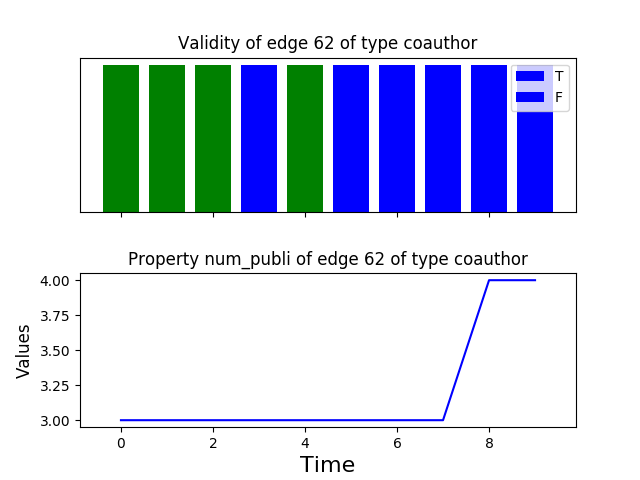 Validity of edge 62 of type coauthor
T
F
Property num_publi of edge 62 of type coauthor
4.00
3.75
3.50
3.25
3.00
Values
0 2 4 6 8
Time